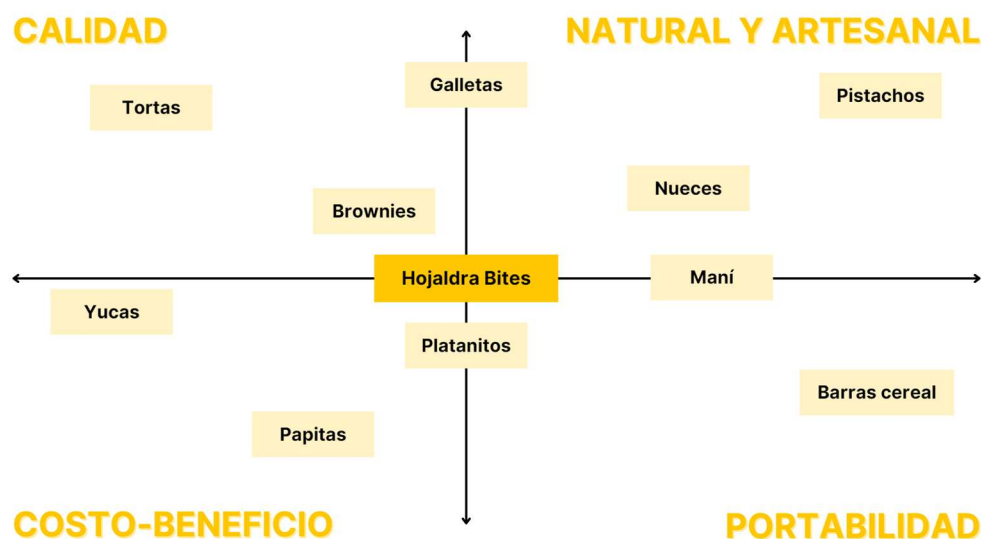 CALIDAD
NATURAL Y ARTESANAL
Galletas
Pistachos
Tortas
Nueces
Brownies
Hojaldra Bites
Maní
Yucas
Platanitos
Barras cereal
Papitas
COSTO-BENEFICIO
PORTABILIDAD